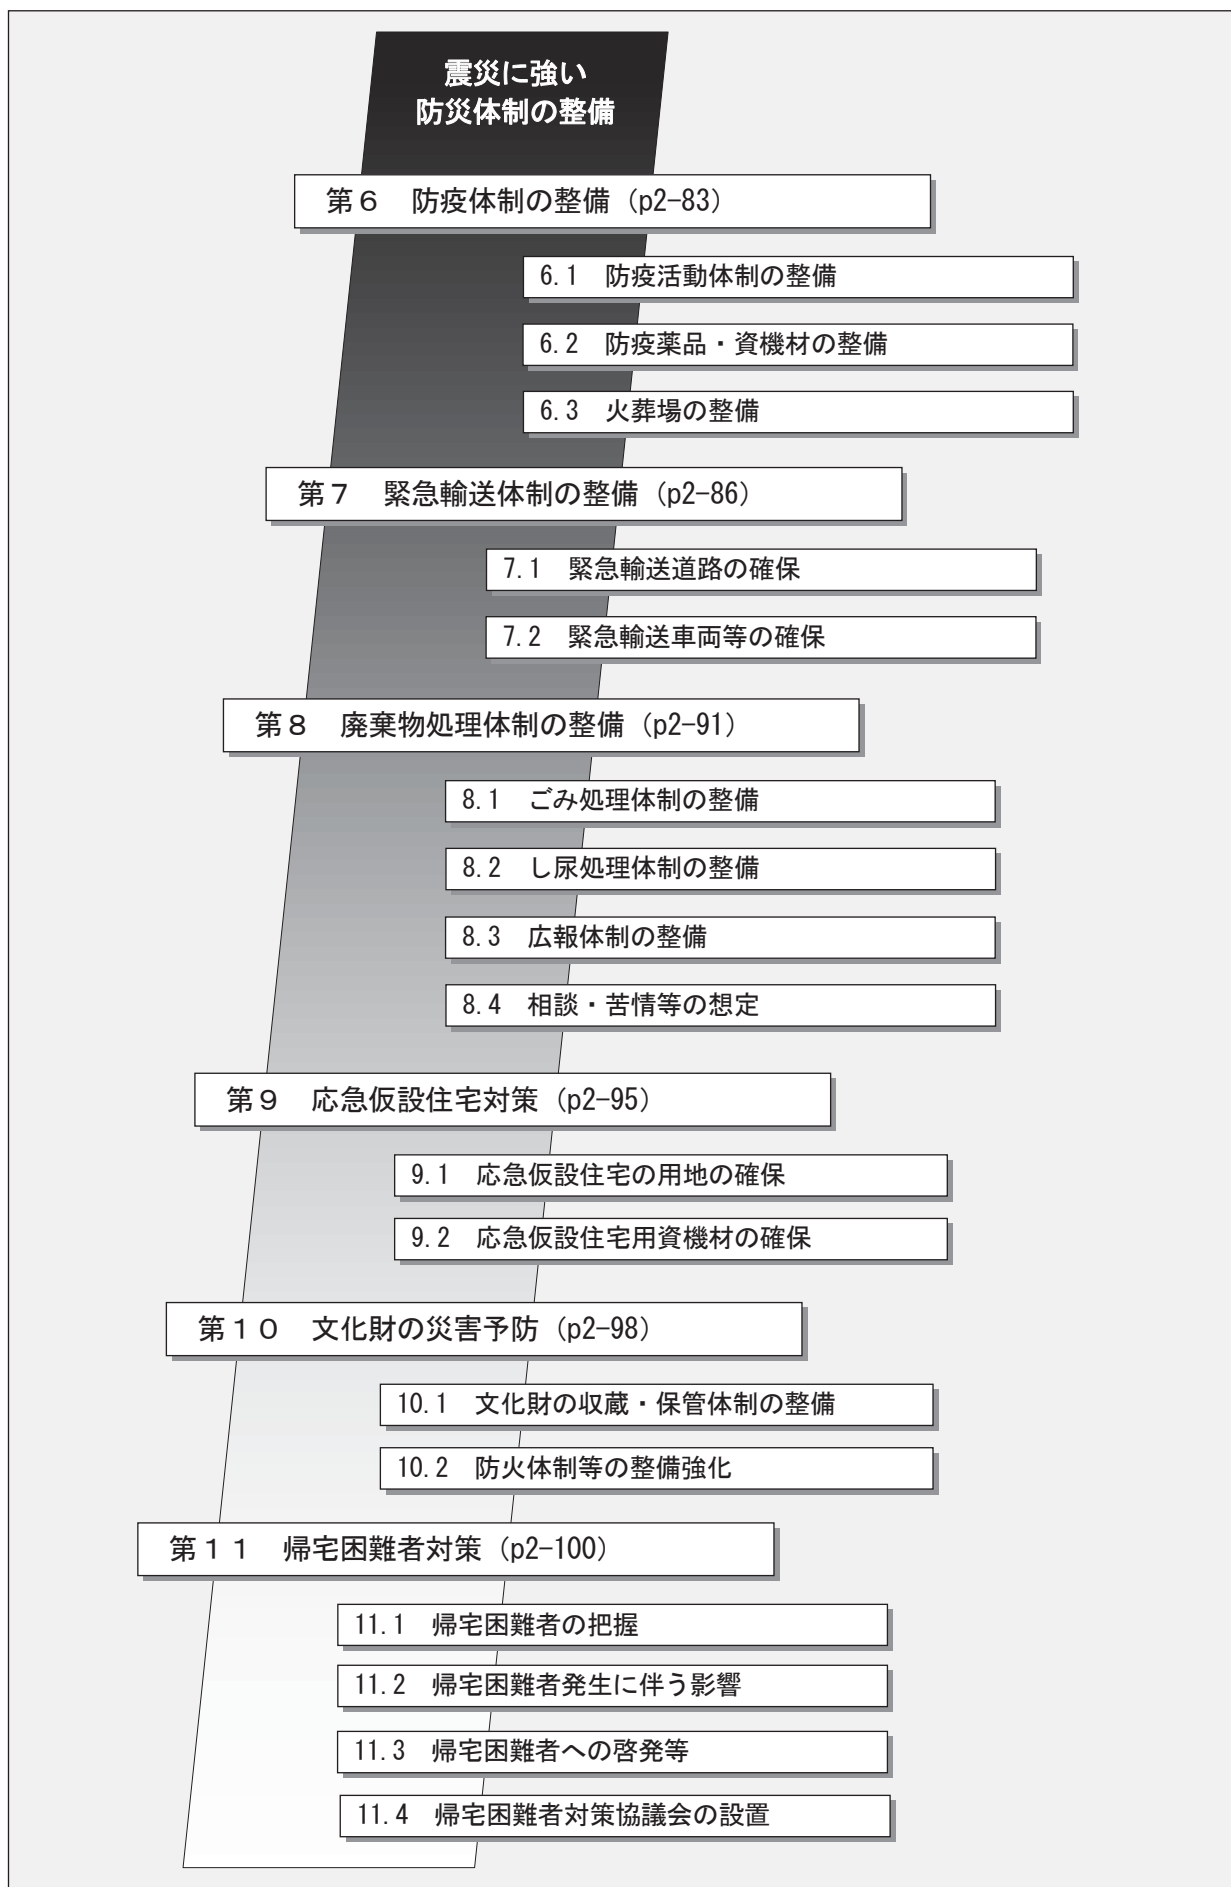 震災に強い
防災体制の整備
第６　防疫体制の整備（p2-83）
6.1　防疫活動体制の整備
6.2　防疫薬品・資機材の整備
6.3　火葬場の整備
第７　緊急輸送体制の整備（p2-86）
7.1　緊急輸送道路の確保
7.2　緊急輸送車両等の確保
第８　廃棄物処理体制の整備（p2-91）
8.1　ごみ処理体制の整備
8.2　し尿処理体制の整備
8.3　広報体制の整備
8.4　相談・苦情等の想定
第９　応急仮設住宅対策（p2-95）
9.1　応急仮設住宅の用地の確保
9.2　応急仮設住宅用資機材の確保
第１０　文化財の災害予防（p2-98）
10.1　文化財の収蔵・保管体制の整備
10.2　防火体制等の整備強化
第１１　帰宅困難者対策（p2-100）
11.1　帰宅困難者の把握
11.2　帰宅困難者発生に伴う影響
11.3　帰宅困難者への啓発等
11.4　帰宅困難者対策協議会の設置